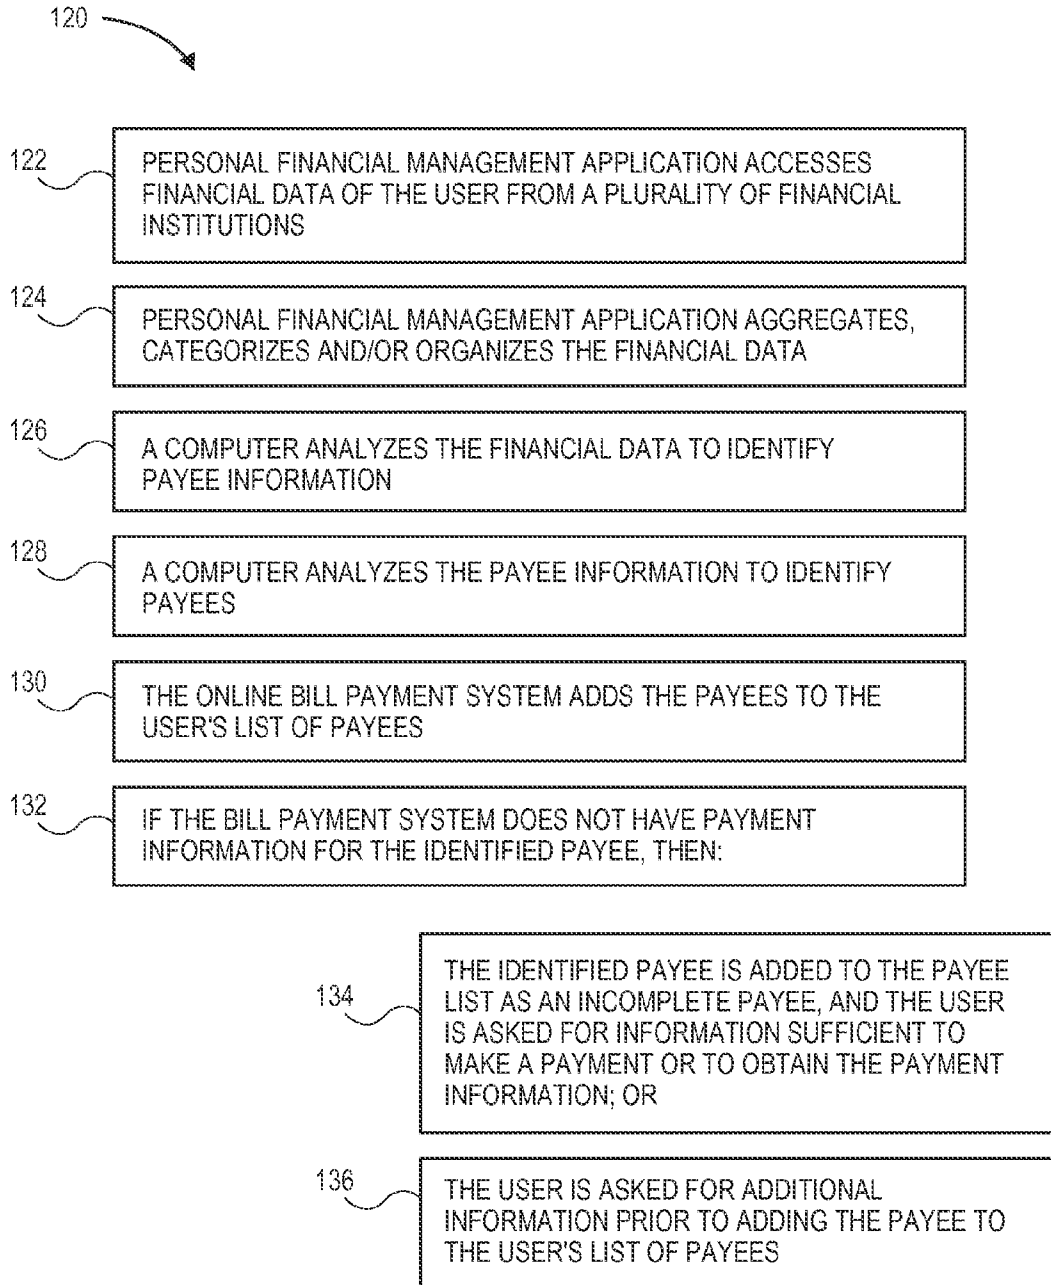 120
122
PERSONAL FINANCIAL MANAGEMENT APPLICATION ACCESSES
FINANCIAL DATA OF THE USER FROM A PLURALITY OF FINANCIAL
INSTITUTIONS
124
PERSONAL FINANCIAL MANAGEMENT APPLICATION AGGREGATES,
CATEGORIZES AND/OR ORGANIZES THE FINANCIAL DATA
126
A COMPUTER ANALYZES THE FINANCIAL DATA TO IDENTIFY
PAYEE INFORMATION
128
A COMPUTER ANALYZES THE PAYEE INFORMATION TO IDENTIFY
PAYEES
130
THE ONLINE BILL PAYMENT SYSTEM ADDS THE PAYEES TO THE
USER'S LIST OF PAYEES
132
IF THE BILL PAYMENT SYSTEM DOES NOT HAVE PAYMENT
INFORMATION FOR THE IDENTIFIED PAYEE, THEN:
134
THE IDENTIFIED PAYEE IS ADDED TO THE PAYEE
LIST AS AN INCOMPLETE PAYEE, AND THE USER
IS ASKED FOR INFORMATION SUFFICIENT TO
MAKE A PAYMENT OR TO OBTAIN THE PAYMENT
INFORMATION; OR
136
THE USER IS ASKED FOR ADDITIONAL
INFORMATION PRIOR TO ADDING THE PAYEE TO
THE USER'S LIST OF PAYEES